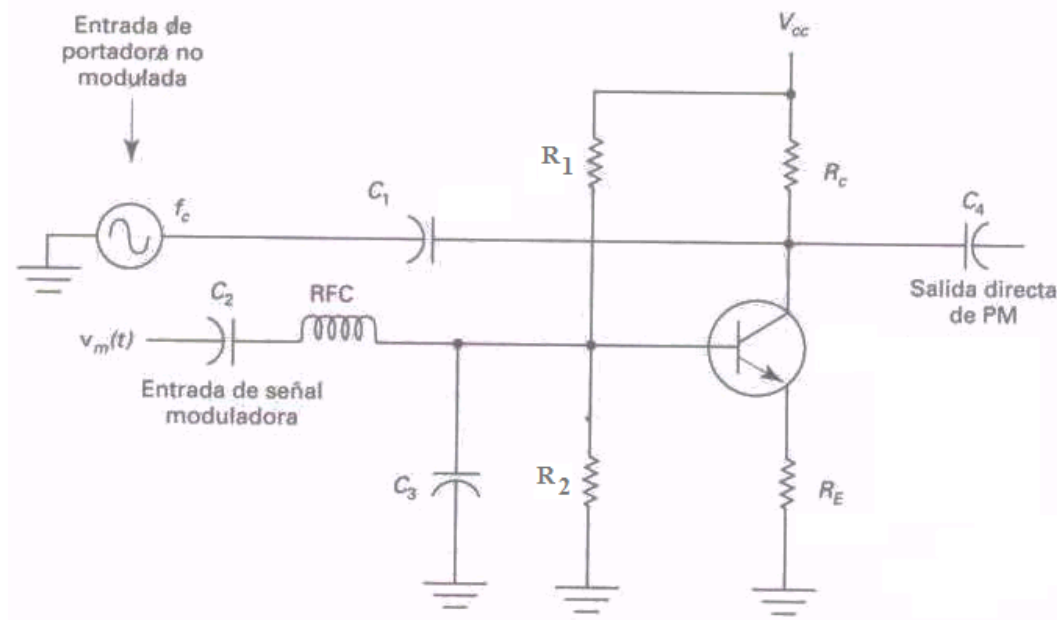 Entrada de
portadora no
modulada
V_cc
R_1
R_c
C_1
f_c
C_4
Salida directa
de PM
C_2
RFC
v_m(t)
Entrada de señal
moduladora
C_3
R_2
R_E